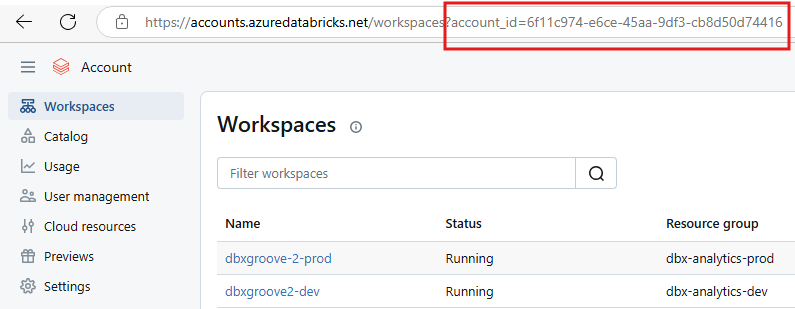 https://accounts.azuredatabricks.net/workspaces?account_id=6f11c974-e6ce-45aa-9df3-cb8d50d74416
Account
Workspaces
Catalog
Usage
User management
Cloud resources
Previews
Settings
Workspaces
Filter workspaces
Name Status Resource group
dbxgroove-2-prod Running dbx-analytics-prod
dbxgroove2-dev Running dbx-analytics-dev